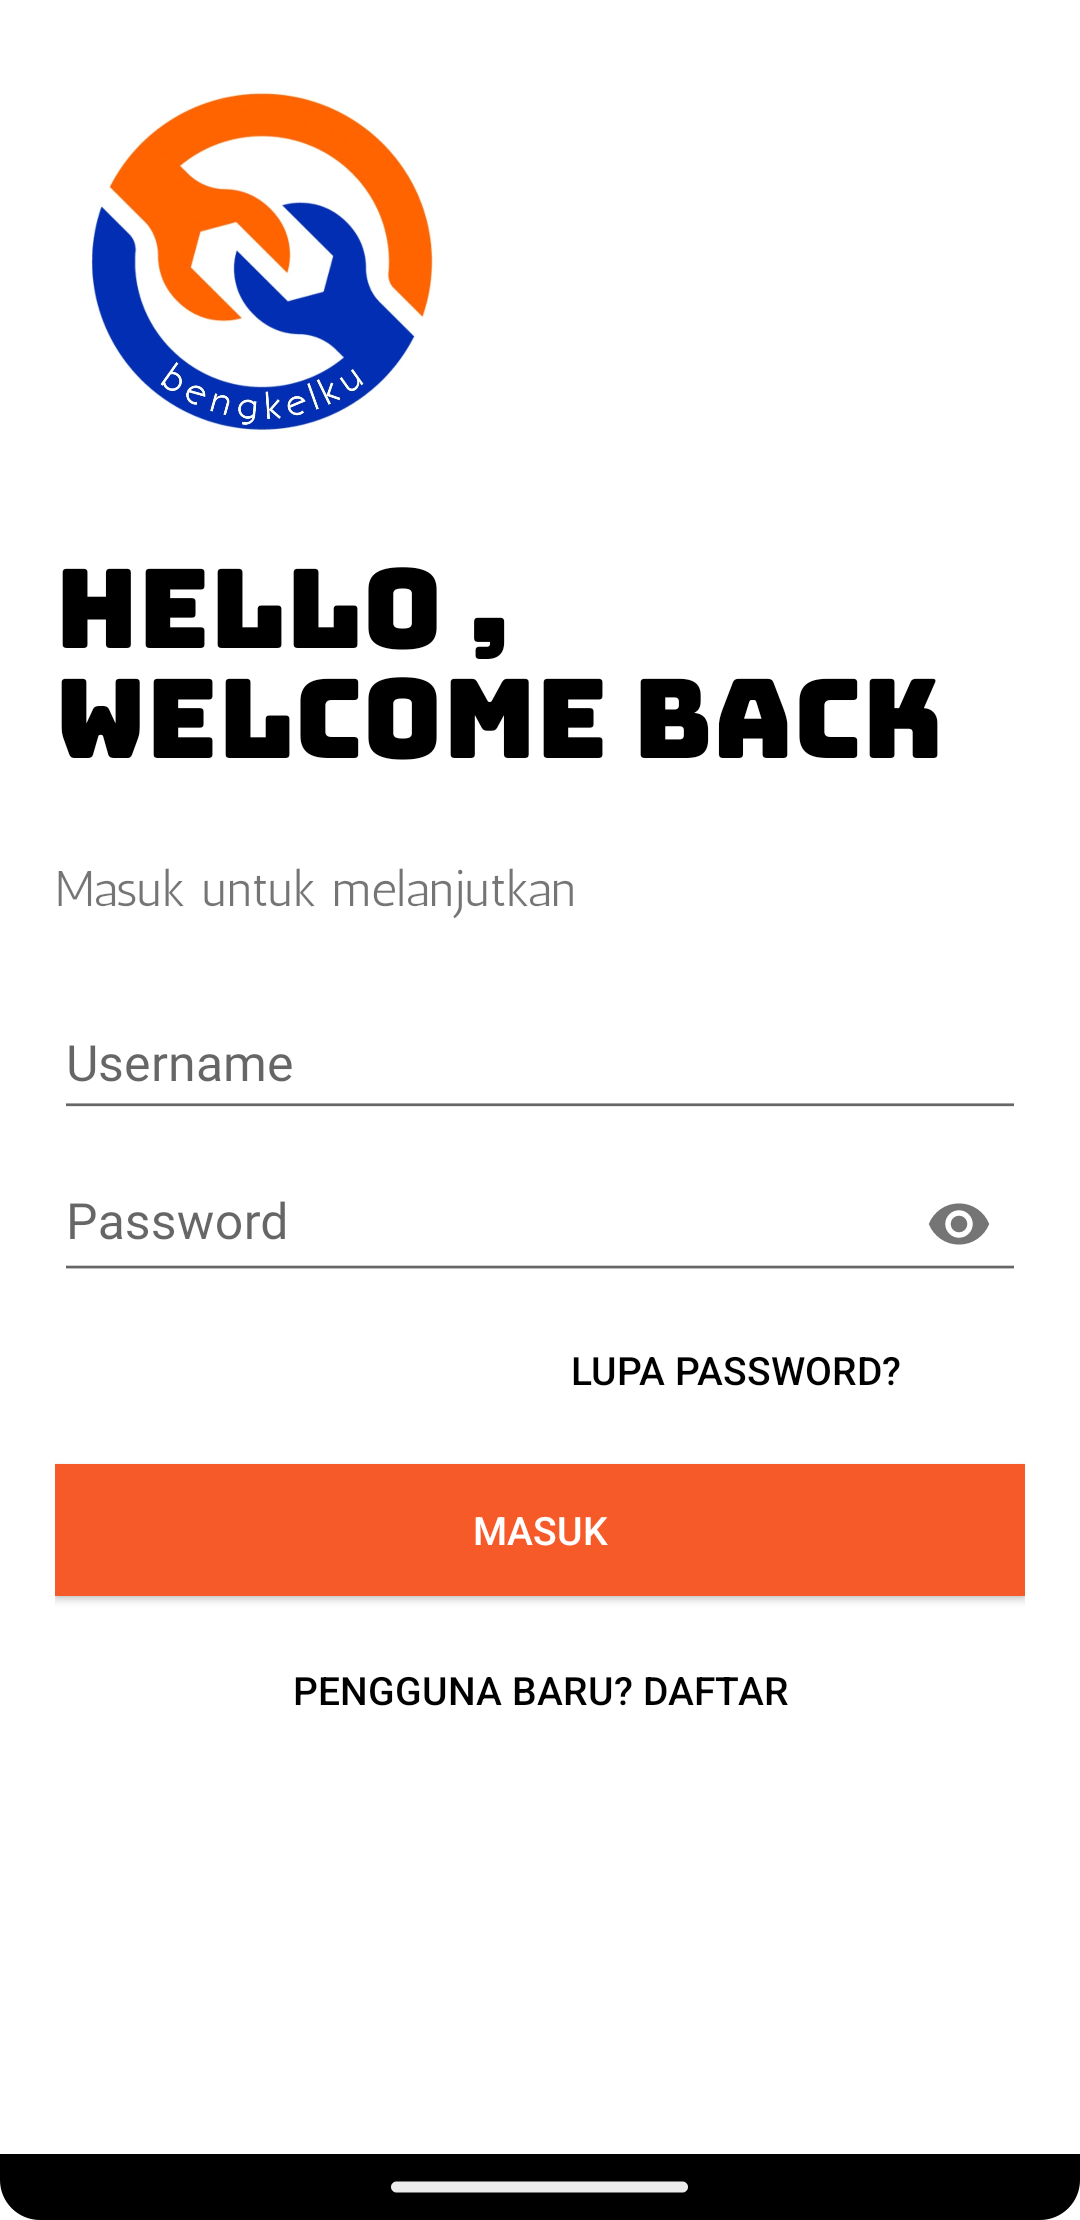 bengkelku
HELLO ,
WELCOME BACK
Masuk untuk melanjutkan
Username
Password
LUPA PASSWORD?
MASUK
PENGGUNA BARU? DAFTAR